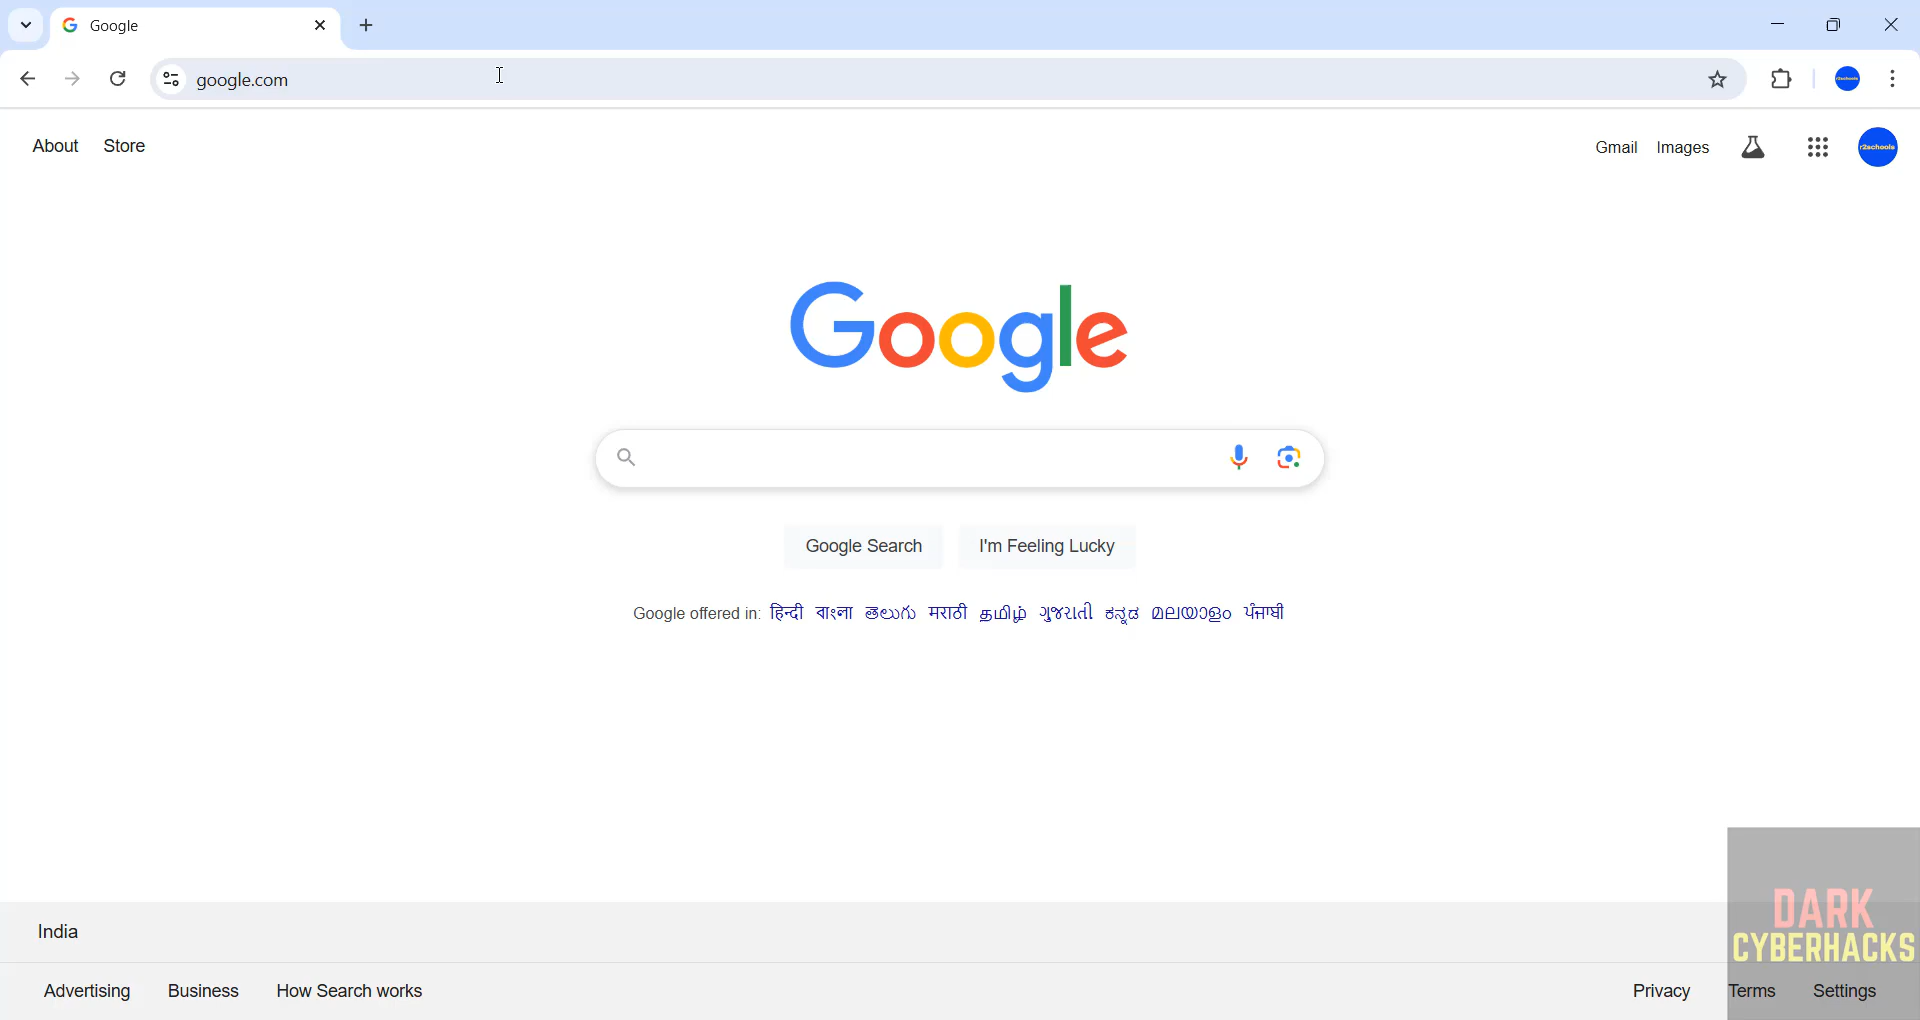 Google
google.com
About Store
Gmail Images r2schools
Google
Google Search I'm Feeling Lucky
Google offered in: हिन्दी বাংলা తెలుగు मराठी தமிழ் ગુજરાતી ಕನ್ನಡ മലയാളം ਪੰਜਾਬੀ
India
DARK
CYBERHACKS
Advertising Business How Search works Privacy Terms Settings